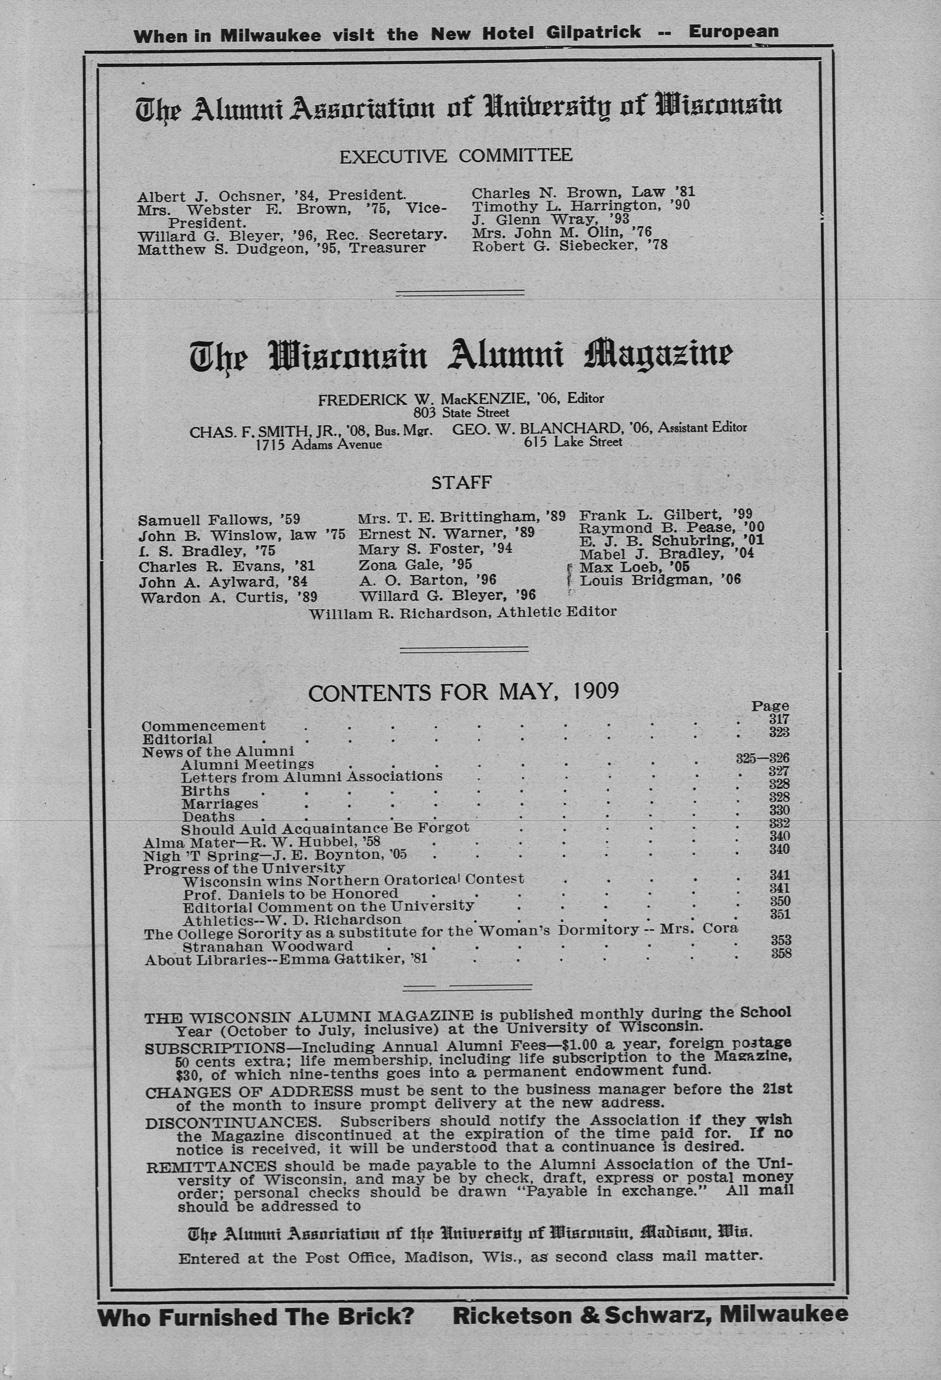 When in Milwaukee visit the New Hotel Gilpatrick -- European
The Alumni Association of University of Wisconsin
EXECUTIVE COMMITTEE
Albert J. Ochsner, '84, President.
Mrs. Webster E. Brown, '75, Vice-
President.
Willard G. Bleyer, '96, Rec. Secretary.
Matthew S. Dudgeon, '95, Treasurer
Charles N. Brown, Law '81
Timothy L. Harrington, '90
J. Glenn Wray, '93
Mrs. John M. Olin, '76
Robert G. Siebecker, '78
The Wisconsin Alumni Magazine
FREDERICK W. MacKENZIE, '06, Editor
803 State Street
CHAS. F. SMITH, JR., '08, Bus. Mgr. GEO. W. BLANCHARD, '06, Assistant Editor
1715 Adams Avenue 615 Lake Street
STAFF
Samuell Fallows, '59
John B. Winslow, law '75
I. S. Bradley, '75
Charles R. Evans, '81
John A. Aylward, '84
Wardon A. Curtis, '89
Mrs. T. E. Brittingham, '89
Ernest N. Warner, '89
Mary S. Foster, '94
Zona Gale, '95
A. O. Barton, '96
Willard G. Bleyer, '96
Frank L. Gilbert, '99
Raymond B. Pease, '00
E. J. B. Schubring, '01
Mabel J. Bradley, '04
Max Loeb, '05
Louis Bridgman, '06
William R. Richardson, Athletic Editor
CONTENTS FOR MAY, 1909
Page
Commencement . . . . . . . . . . . 317
Editorial . . . . . . . . . . . . 323
News of the Alumni
Alumni Meetings . . . . . . . . . 325—326
Letters from Alumni Associations . . . . 327
Births . . . . . . . . . . . . 328
Marriages . . . . . . . . . . . 328
Deaths . . . . . . . . . . . . 330
Should Auld Acquaintance Be Forgot . . . 332
Alma Mater—R. W. Hubbel, '58 . . . . . . . . 340
Nigh 'T Spring—J. E. Boynton, '05 . . . . . . . . 340
Progress of the University
Wisconsin wins Northern Oratorical Contest . . . 341
Prof. Daniels to be Honored . . . . . 341
Editorial Comment on the University . . . . 350
Athletics--W. D. Richardson . . . . . 351
The College Sorority as a substitute for the Woman's Dormitory -- Mrs. Cora
Stranahan Woodward . . . . . . . . . 353
About Libraries--Emma Gattiker, '81 . . . . . . . 358
THE WISCONSIN ALUMNI MAGAZINE is published monthly during the School
Year (October to July, inclusive) at the University of Wisconsin.
SUBSCRIPTIONS—Including Annual Alumni Fees—$1.00 a year, foreign postage
50 cents extra; life membership, including life subscription to the Magazine,
$30, of which nine-tenths goes into a permanent endowment fund.
CHANGES OF ADDRESS must be sent to the business manager before the 21st
of the month to insure prompt delivery at the new address.
DISCONTINUANCES. Subscribers should notify the Association if they wish
the Magazine discontinued at the expiration of the time paid for. If no
notice is received, it will be understood that a continuance is desired.
REMITTANCES should be made payable to the Alumni Association of the Uni-
versity of Wisconsin, and may be by check, draft, express or postal money
order; personal checks should be drawn "Payable in exchange." All mail
should be addressed to
The Alumni Association of the University of Wisconsin, Madison, Wis.
Entered at the Post Office, Madison, Wis., as second class mail matter.
Who Furnished The Brick? Ricketson & Schwarz, Milwaukee